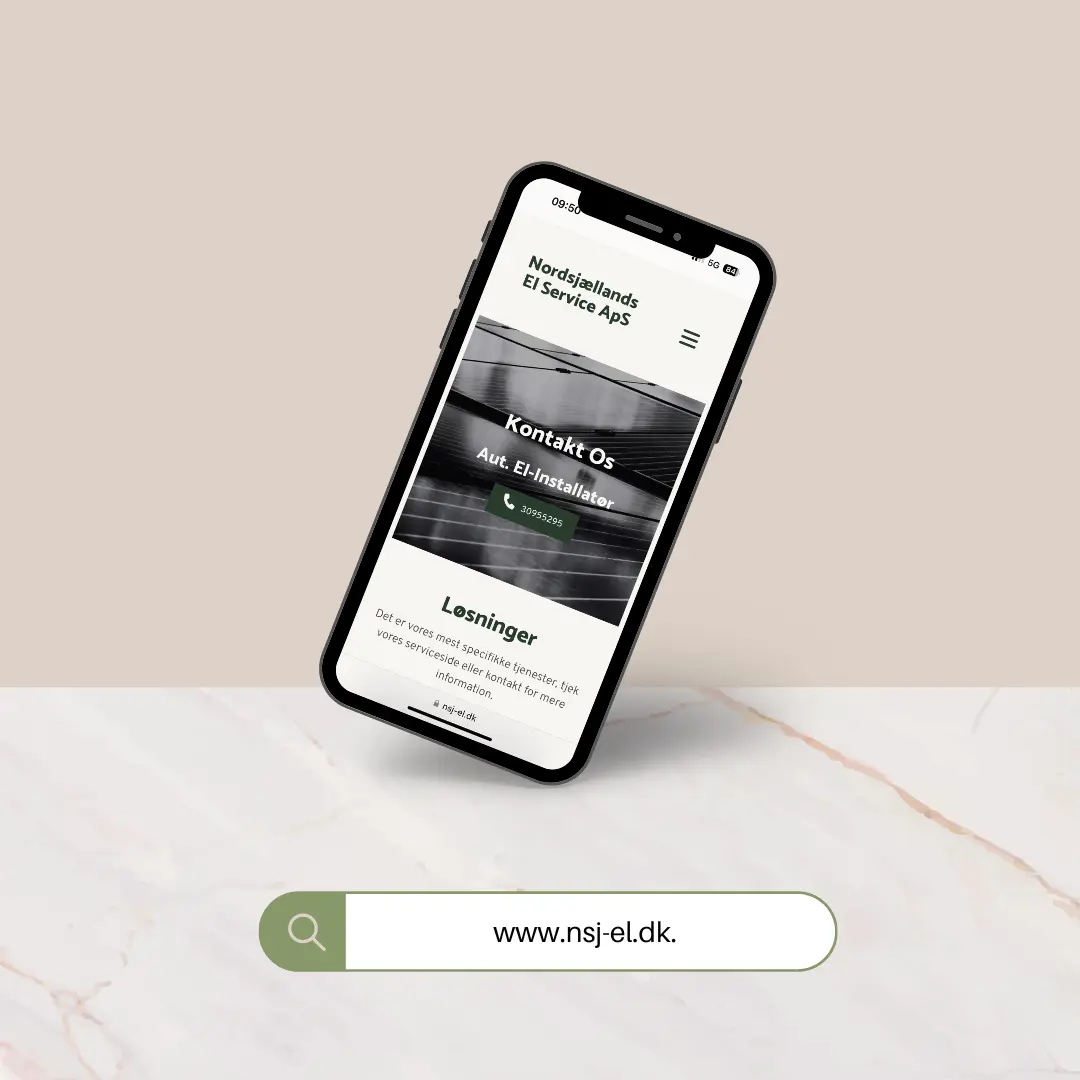 09:50
5G 84
Nordsjællands
El Service ApS
Kontakt Os
Aut. El-Installatør
30955295
Løsninger
Det er vores mest specifikke tjenester, tjek
vores serviceside eller kontakt for mere
information.
nsj-el.dk
www.nsj-el.dk.